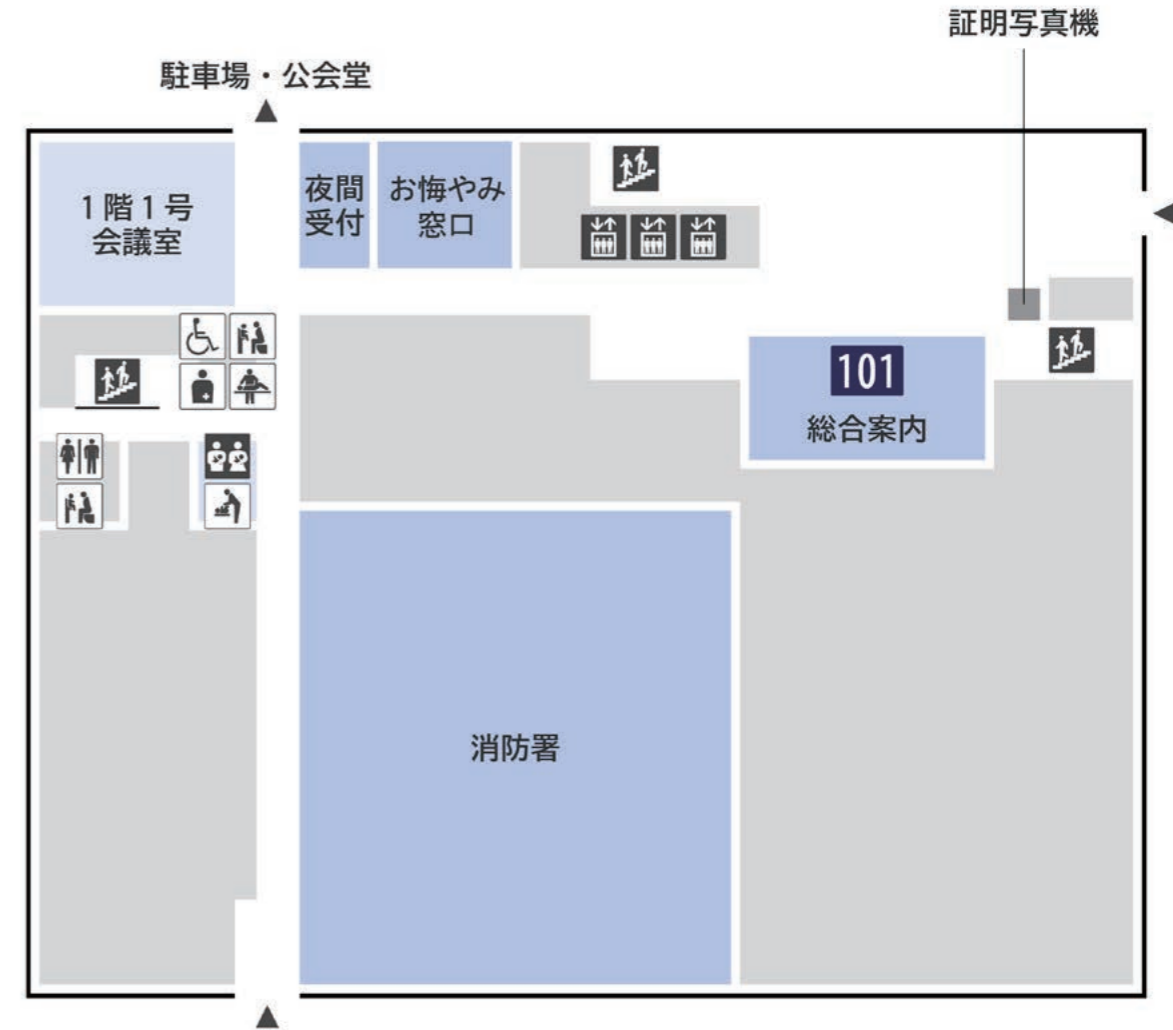 証明写真機
駐車場・公会堂
1階1号
会議室
夜間
受付
お悔やみ
窓口
101
総合案内
消防署